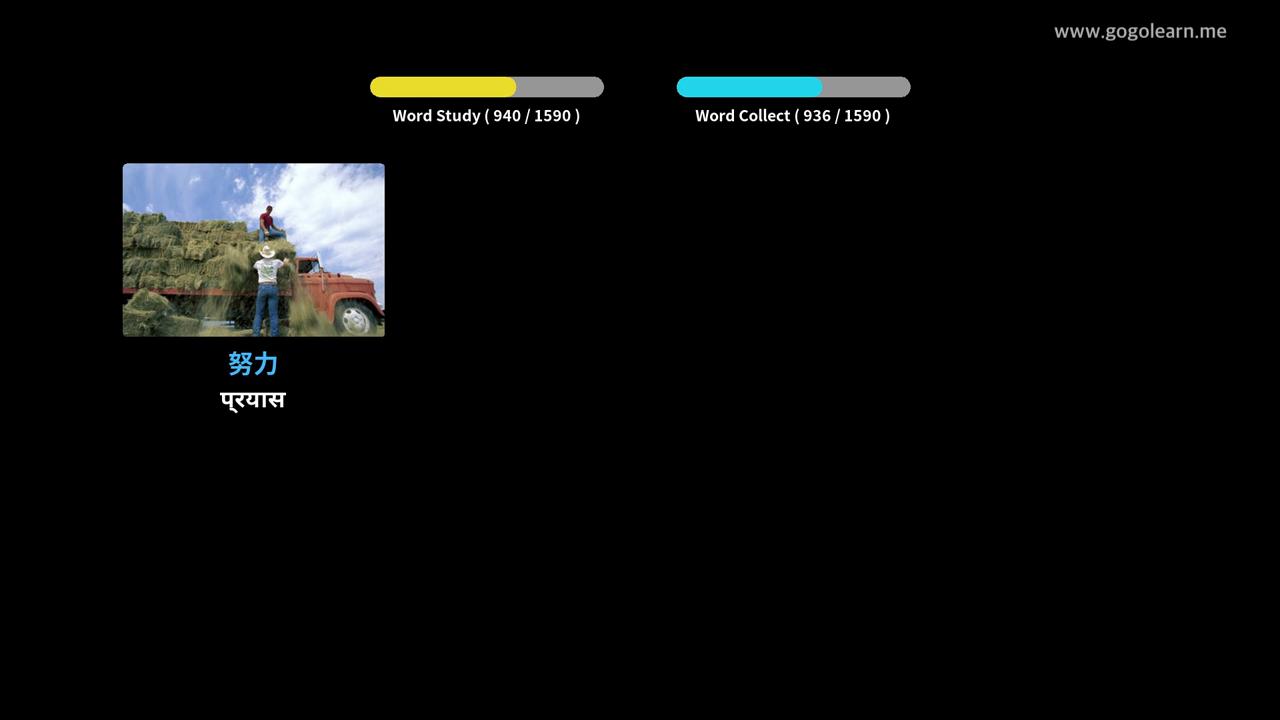 www.gogolearn.me
Word Study ( 940 / 1590 )
Word Collect ( 936 / 1590 )
努力
प्रयास